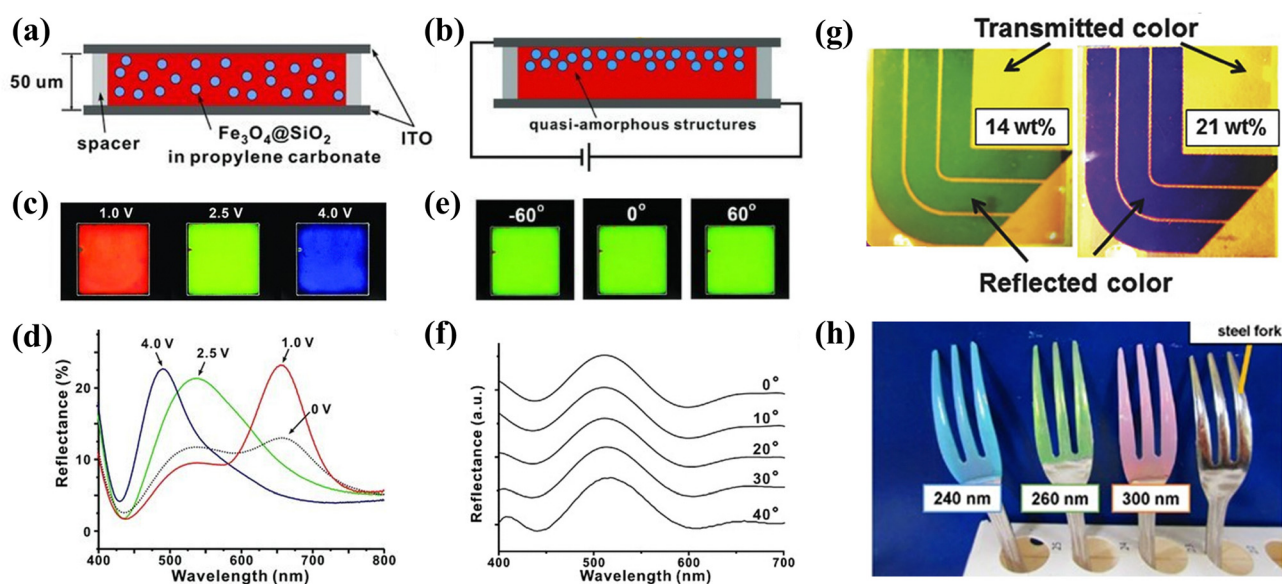 (a)
50 um
spacer
Fe₃O₄@SiO₂
in propylene carbonate
ITO
(b)
quasi-amorphous structures
(c)
1.0 V
2.5 V
4.0 V
(d)
4.0 V
2.5 V
1.0 V
0 V
Reflectance (%)
20
10
0
400
500
600
700
800
Wavelength (nm)
(e)
-60°
0°
60°
(f)
0°
10°
20°
30°
40°
Reflectance (a.u.)
400
500
600
700
Wavelength (nm)
(g)
Transmitted color
14 wt%
21 wt%
Reflected color
(h)
steel fork
240 nm
260 nm
300 nm
25
24